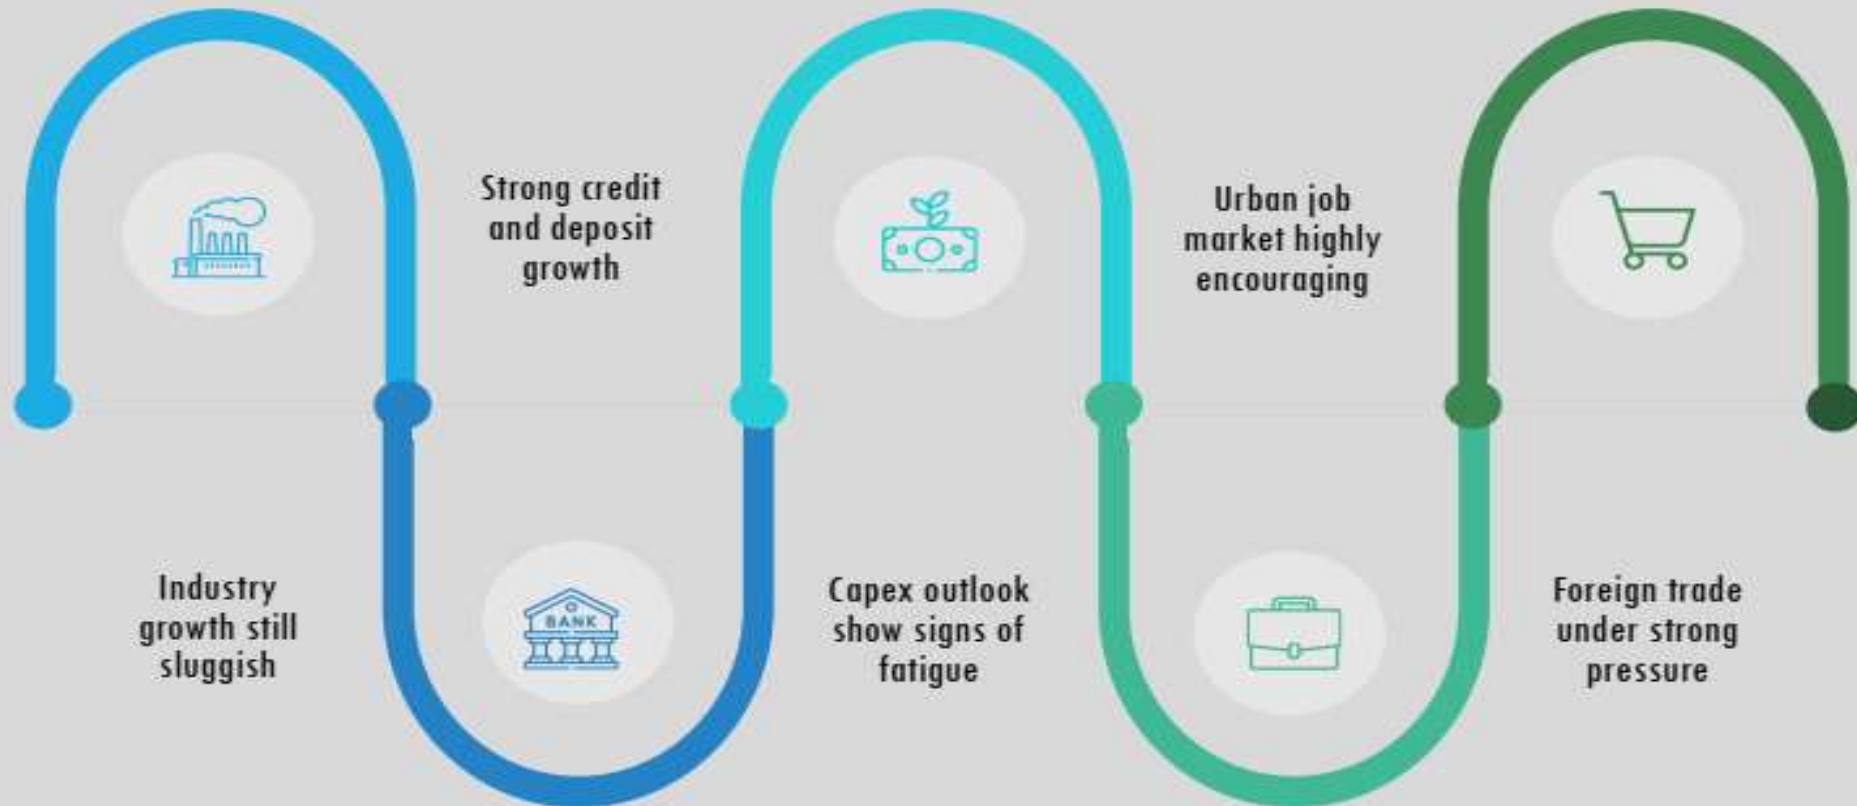 Industry
growth still
sluggish
Strong credit
and deposit
growth
BANK
Capex outlook
show signs of
fatigue
Urban job
market highly
encouraging
Foreign trade
under strong
pressure